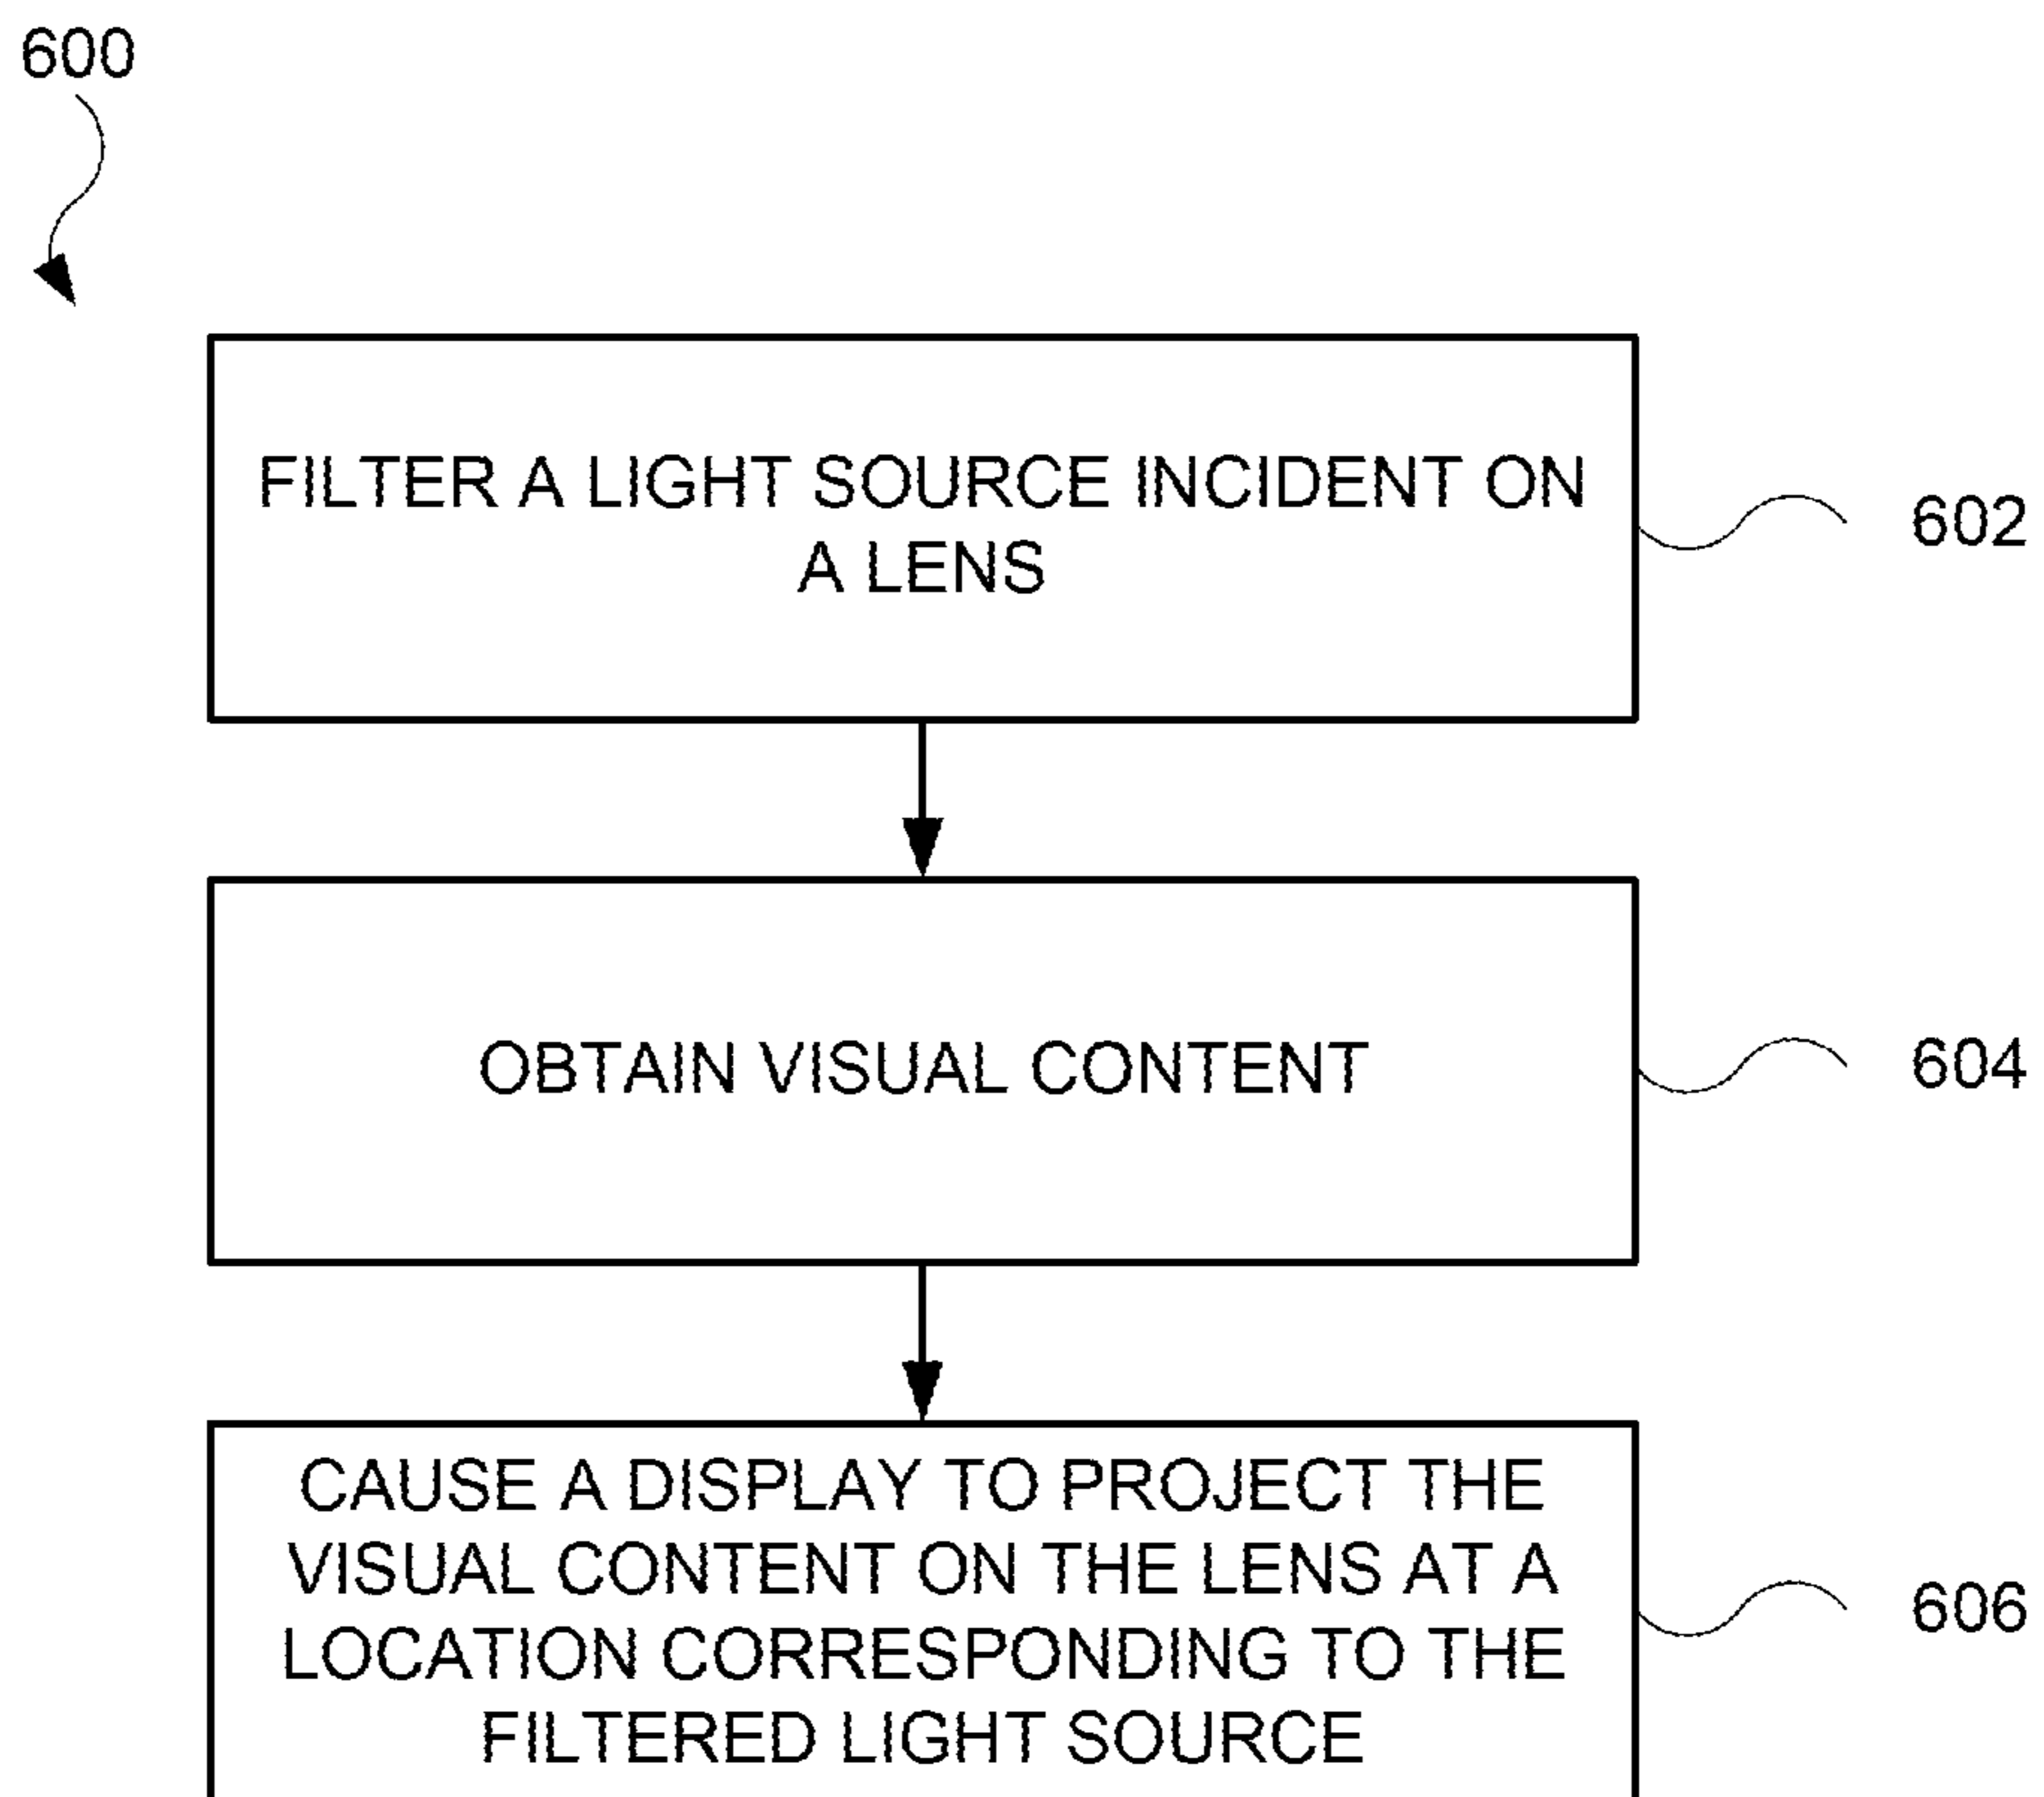 600
FILTER A LIGHT SOURCE INCIDENT ON
A LENS
602
OBTAIN VISUAL CONTENT
604
CAUSE A DISPLAY TO PROJECT THE
VISUAL CONTENT ON THE LENS AT A
LOCATION CORRESPONDING TO THE
FILTERED LIGHT SOURCE
606